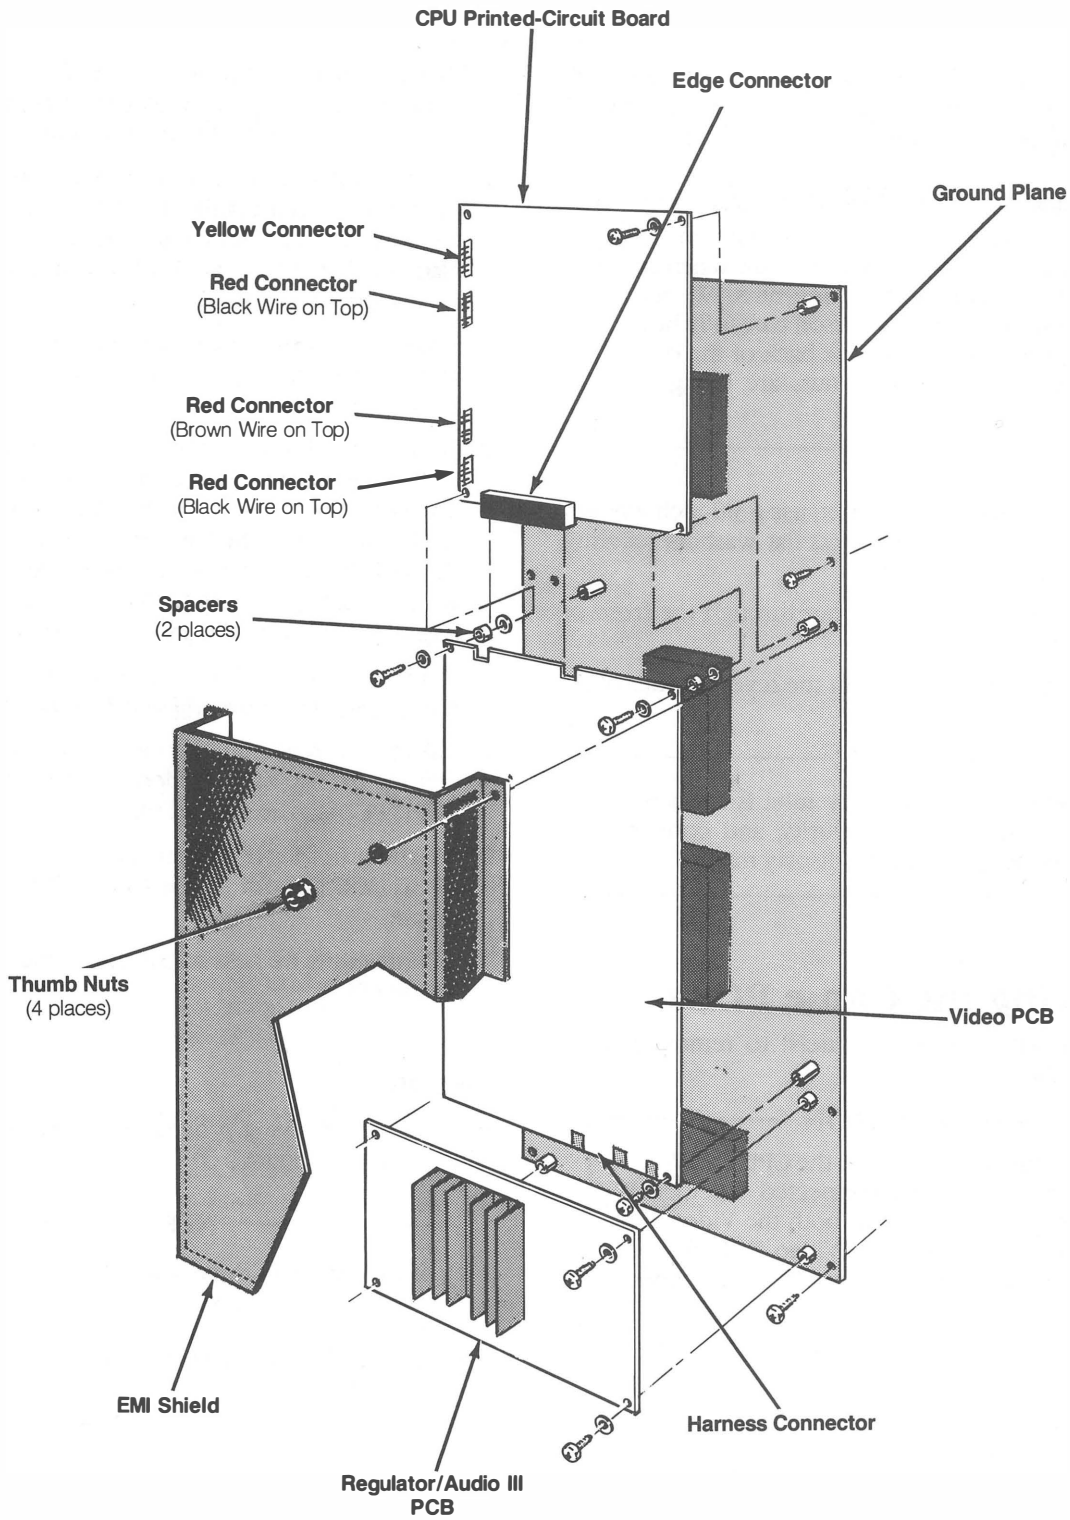 CPU Printed-Circuit Board
Edge Connector
Ground Plane
Yellow Connector
Red Connector
(Black Wire on Top)
Red Connector
(Brown Wire on Top)
Red Connector
(Black Wire on Top)
Spacers
(2 places)
Thumb Nuts
(4 places)
Video PCB
EMI Shield
Harness Connector
Regulator/Audio III
PCB